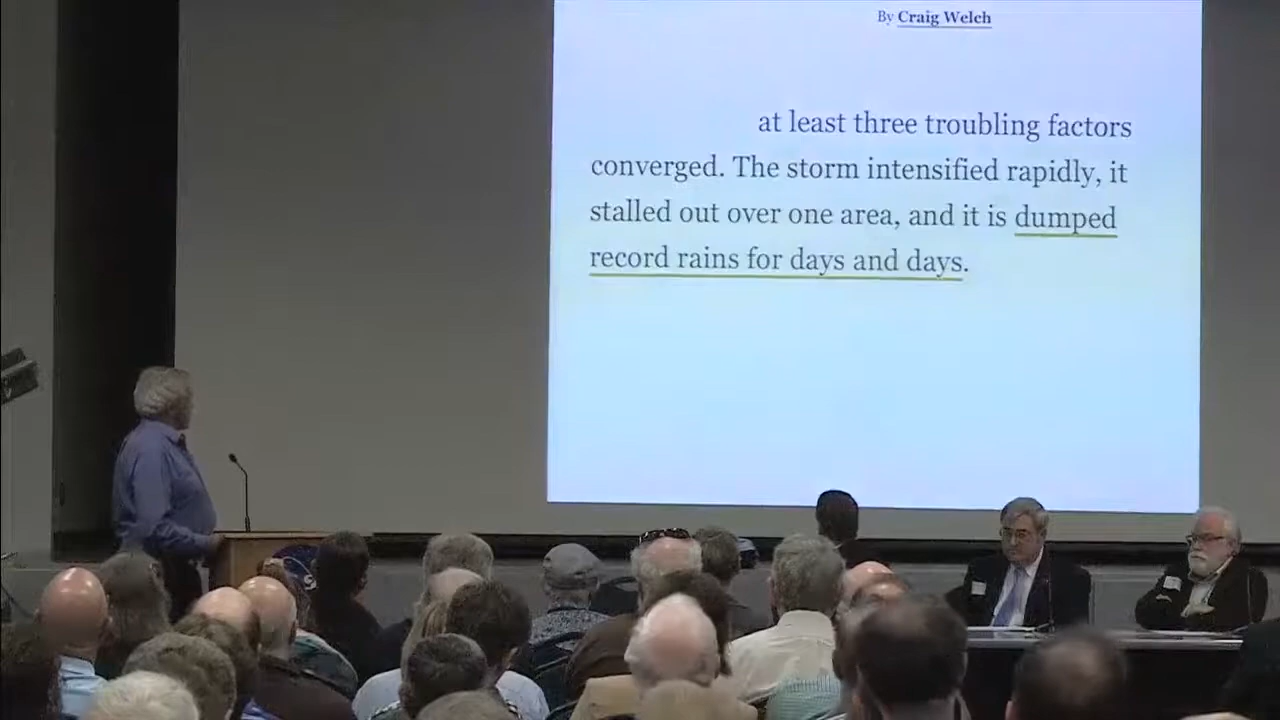 By Craig Welch
at least three troubling factors
converged. The storm intensified rapidly, it
stalled out over one area, and it is dumped
record rains for days and days.